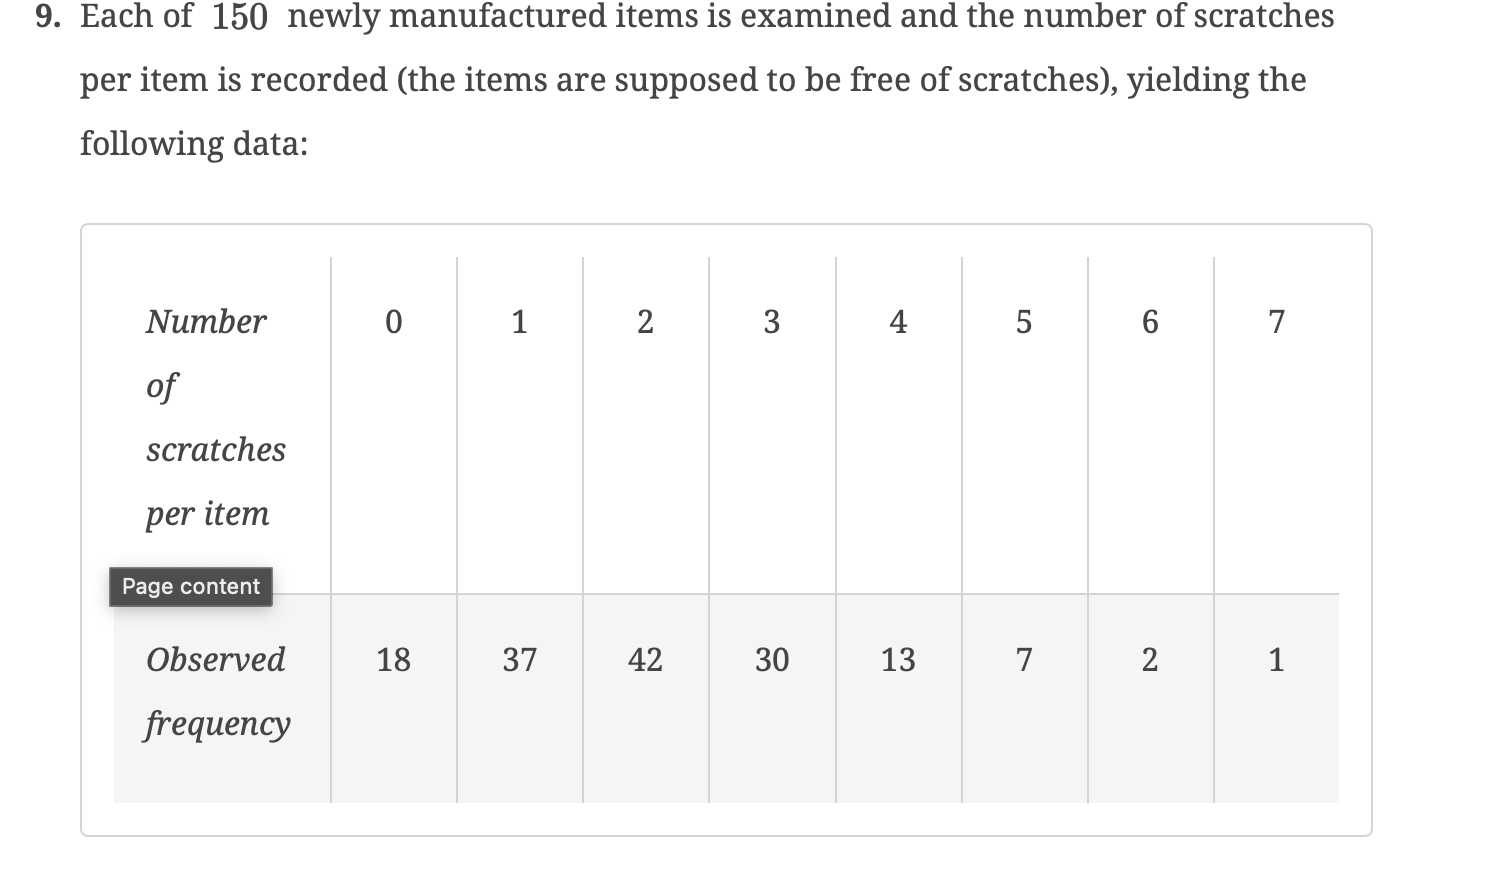 9. Each of 150 newly manufactured items is examined and the number of scratches
per item is recorded (the items are supposed to be free of scratches), yielding the
following data:
Number 0 1 2 3 4 5 6 7
of
scratches
per item
Page content
Observed 18 37 42 30 13 7 2 1
frequency